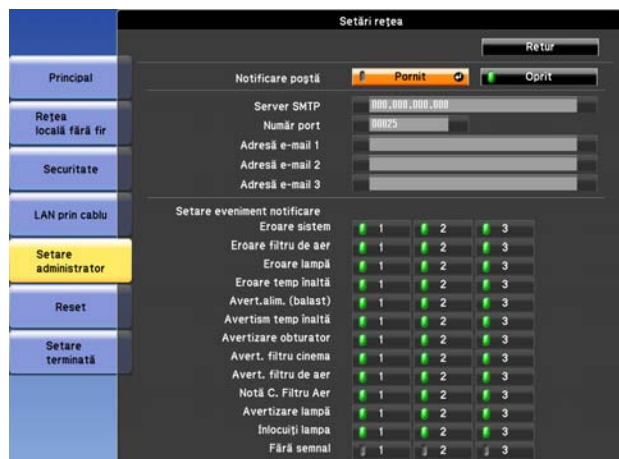 Setări reţea
Retur
Principal
Reţea
locală fără fir
Securitate
LAN prin cablu
Setare
administrator
Reset
Setare
terminată
Notificare poştă Pornit Oprit
Server SMTP 000.000.000.000
Număr port 00025
Adresă e-mail 1
Adresă e-mail 2
Adresă e-mail 3
Setare eveniment notificare
Eroare sistem 1 2 3
Eroare filtru de aer 1 2 3
Eroare lampă 1 2 3
Eroare temp înaltă 1 2 3
Avert.alim. (balast) 1 2 3
Avertism temp înaltă 1 2 3
Avertizare obturator 1 2 3
Avert. filtru cinema 1 2 3
Avert. filtru de aer 1 2 3
Notă C. Filtru Aer 1 2 3
Avertizare lampă 1 2 3
Înlocuiţi lampa 1 2 3
Fără semnal 1 2 3